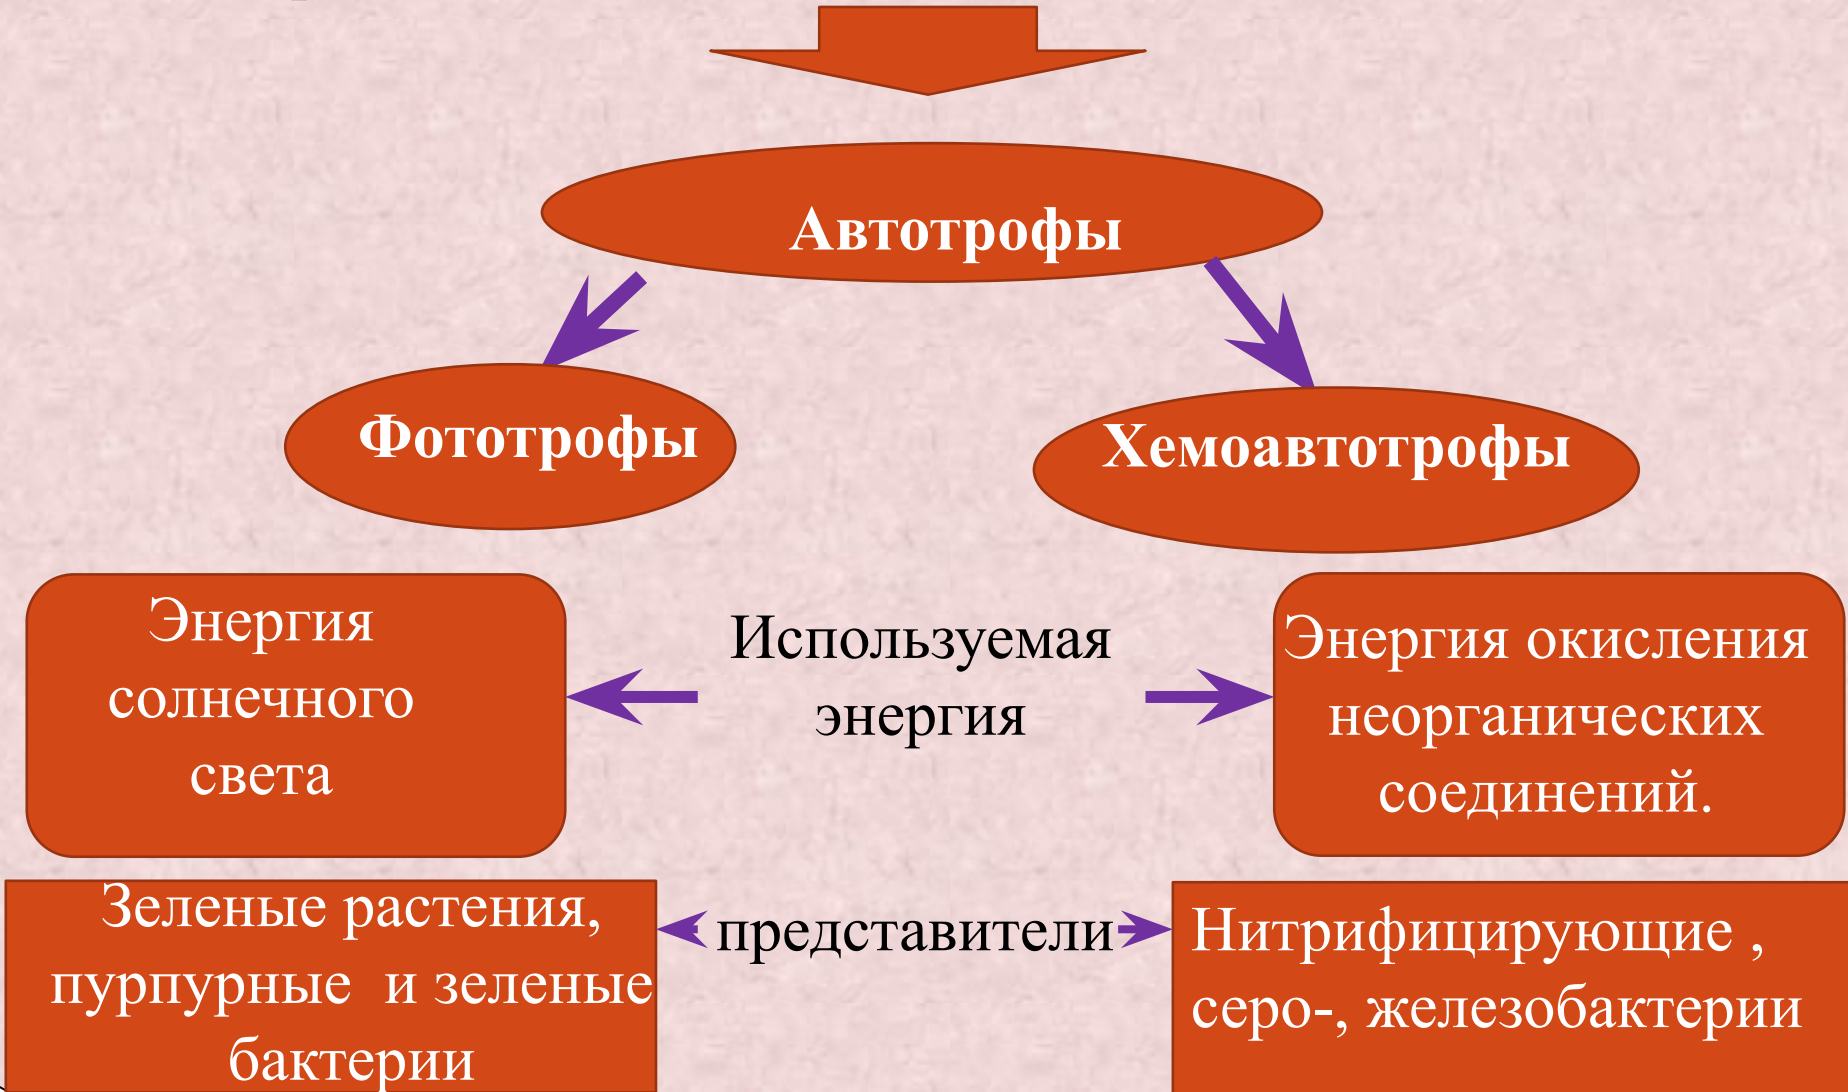 Автотрофы
Фототрофы
Хемоавтотрофы
Энергия
солнечного
света
Используемая
энергия
Энергия окисления
неорганических
соединений.
Зеленые растения,
пурпурные и зеленые
бактерии
представители
Нитрифицирующие ,
серо-, железобактерии